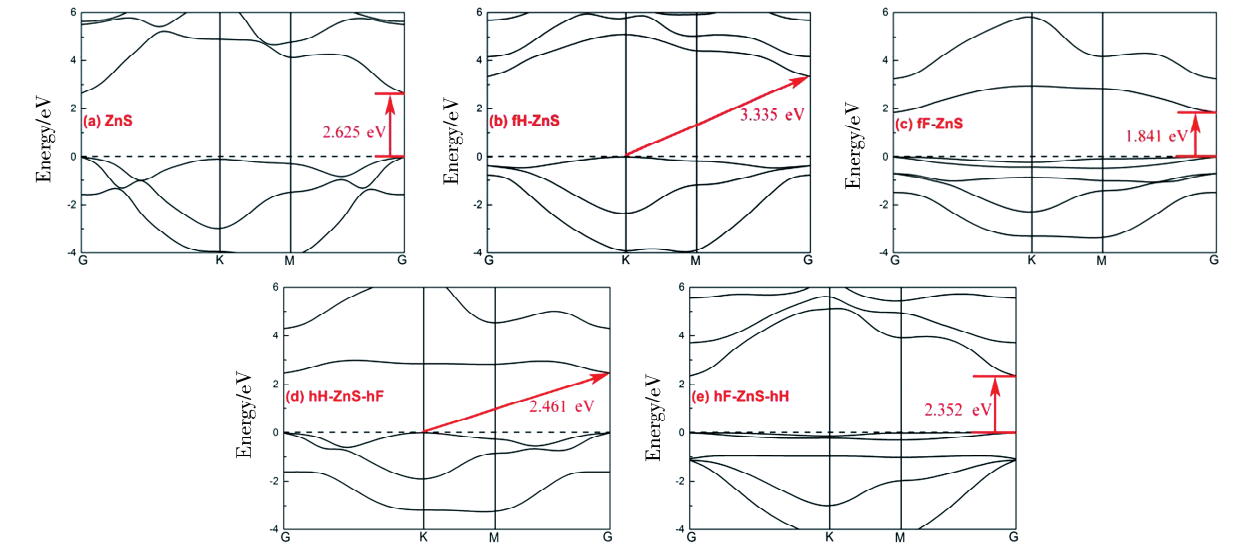 6
4
2
0
-2
-4
Energy/eV
(a) ZnS
2.625 eV
G
K
M
G
6
4
2
0
-2
-4
Energy/eV
(b) fH-ZnS
3.335 eV
G
K
M
G
6
4
2
0
-2
-4
Energy/eV
(c) fF-ZnS
1.841 eV
G
K
M
G
6
4
2
0
-2
-4
Energy/eV
(d) hH-ZnS-hF
2.461 eV
G
K
M
G
6
4
2
0
-2
-4
Energy/eV
(e) hF-ZnS-hH
2.352 eV
G
K
M
G